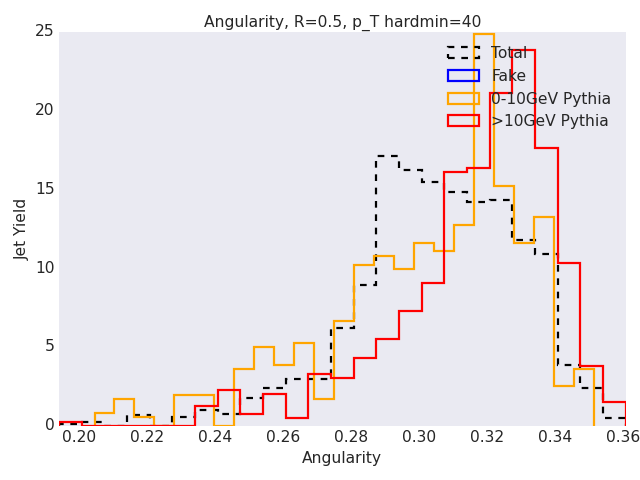 Angularity, R=0.5, p_T hardmin=40
25
20
15
10
5
0
Jet Yield
Total
Fake
0-10GeV Pythia
>10GeV Pythia
0.20 0.22 0.24 0.26 0.28 0.30 0.32 0.34 0.36
Angularity